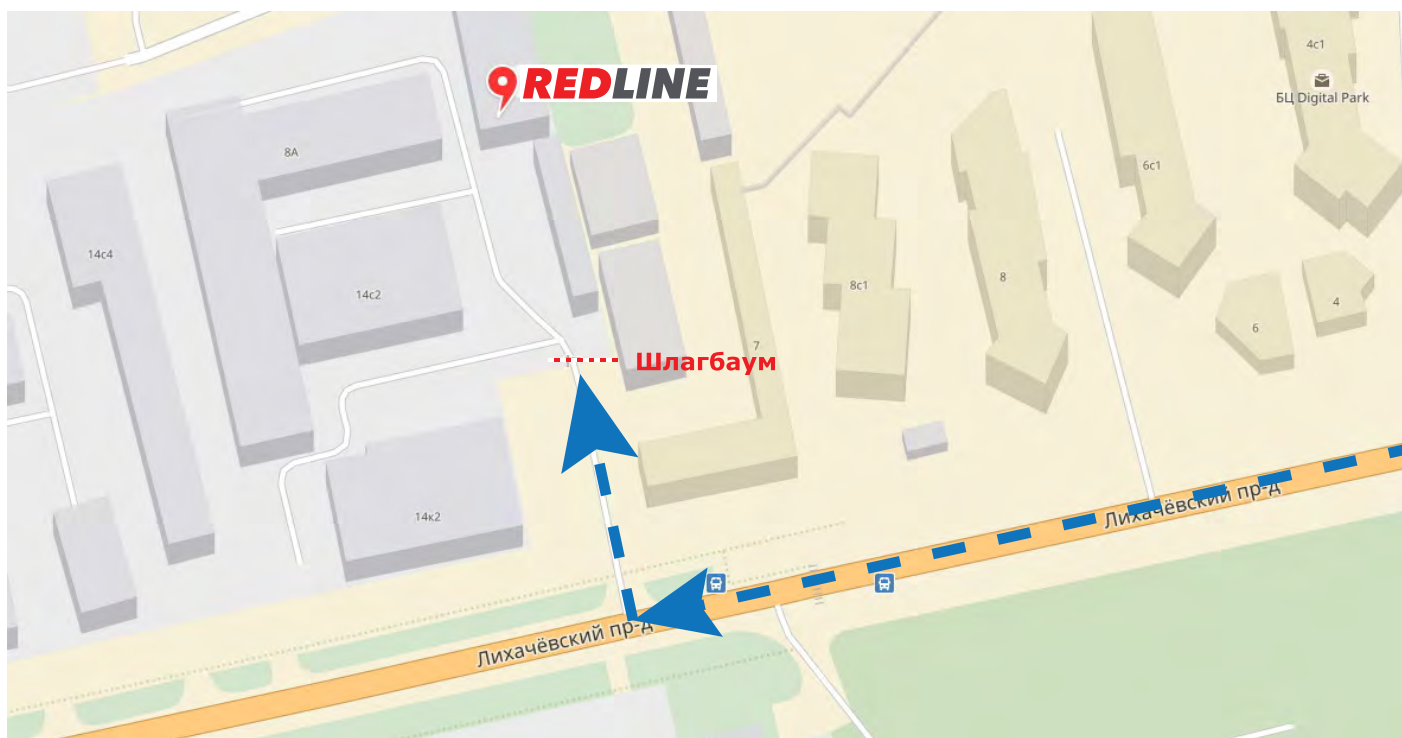 4с1
БЦ Digital Park
REDLINE
8А
6с1
14с4
8с1
8
14с2
4
6
7
Шлагбаум
14к2
Лихачёвский пр-д
Лихачёвский пр-д